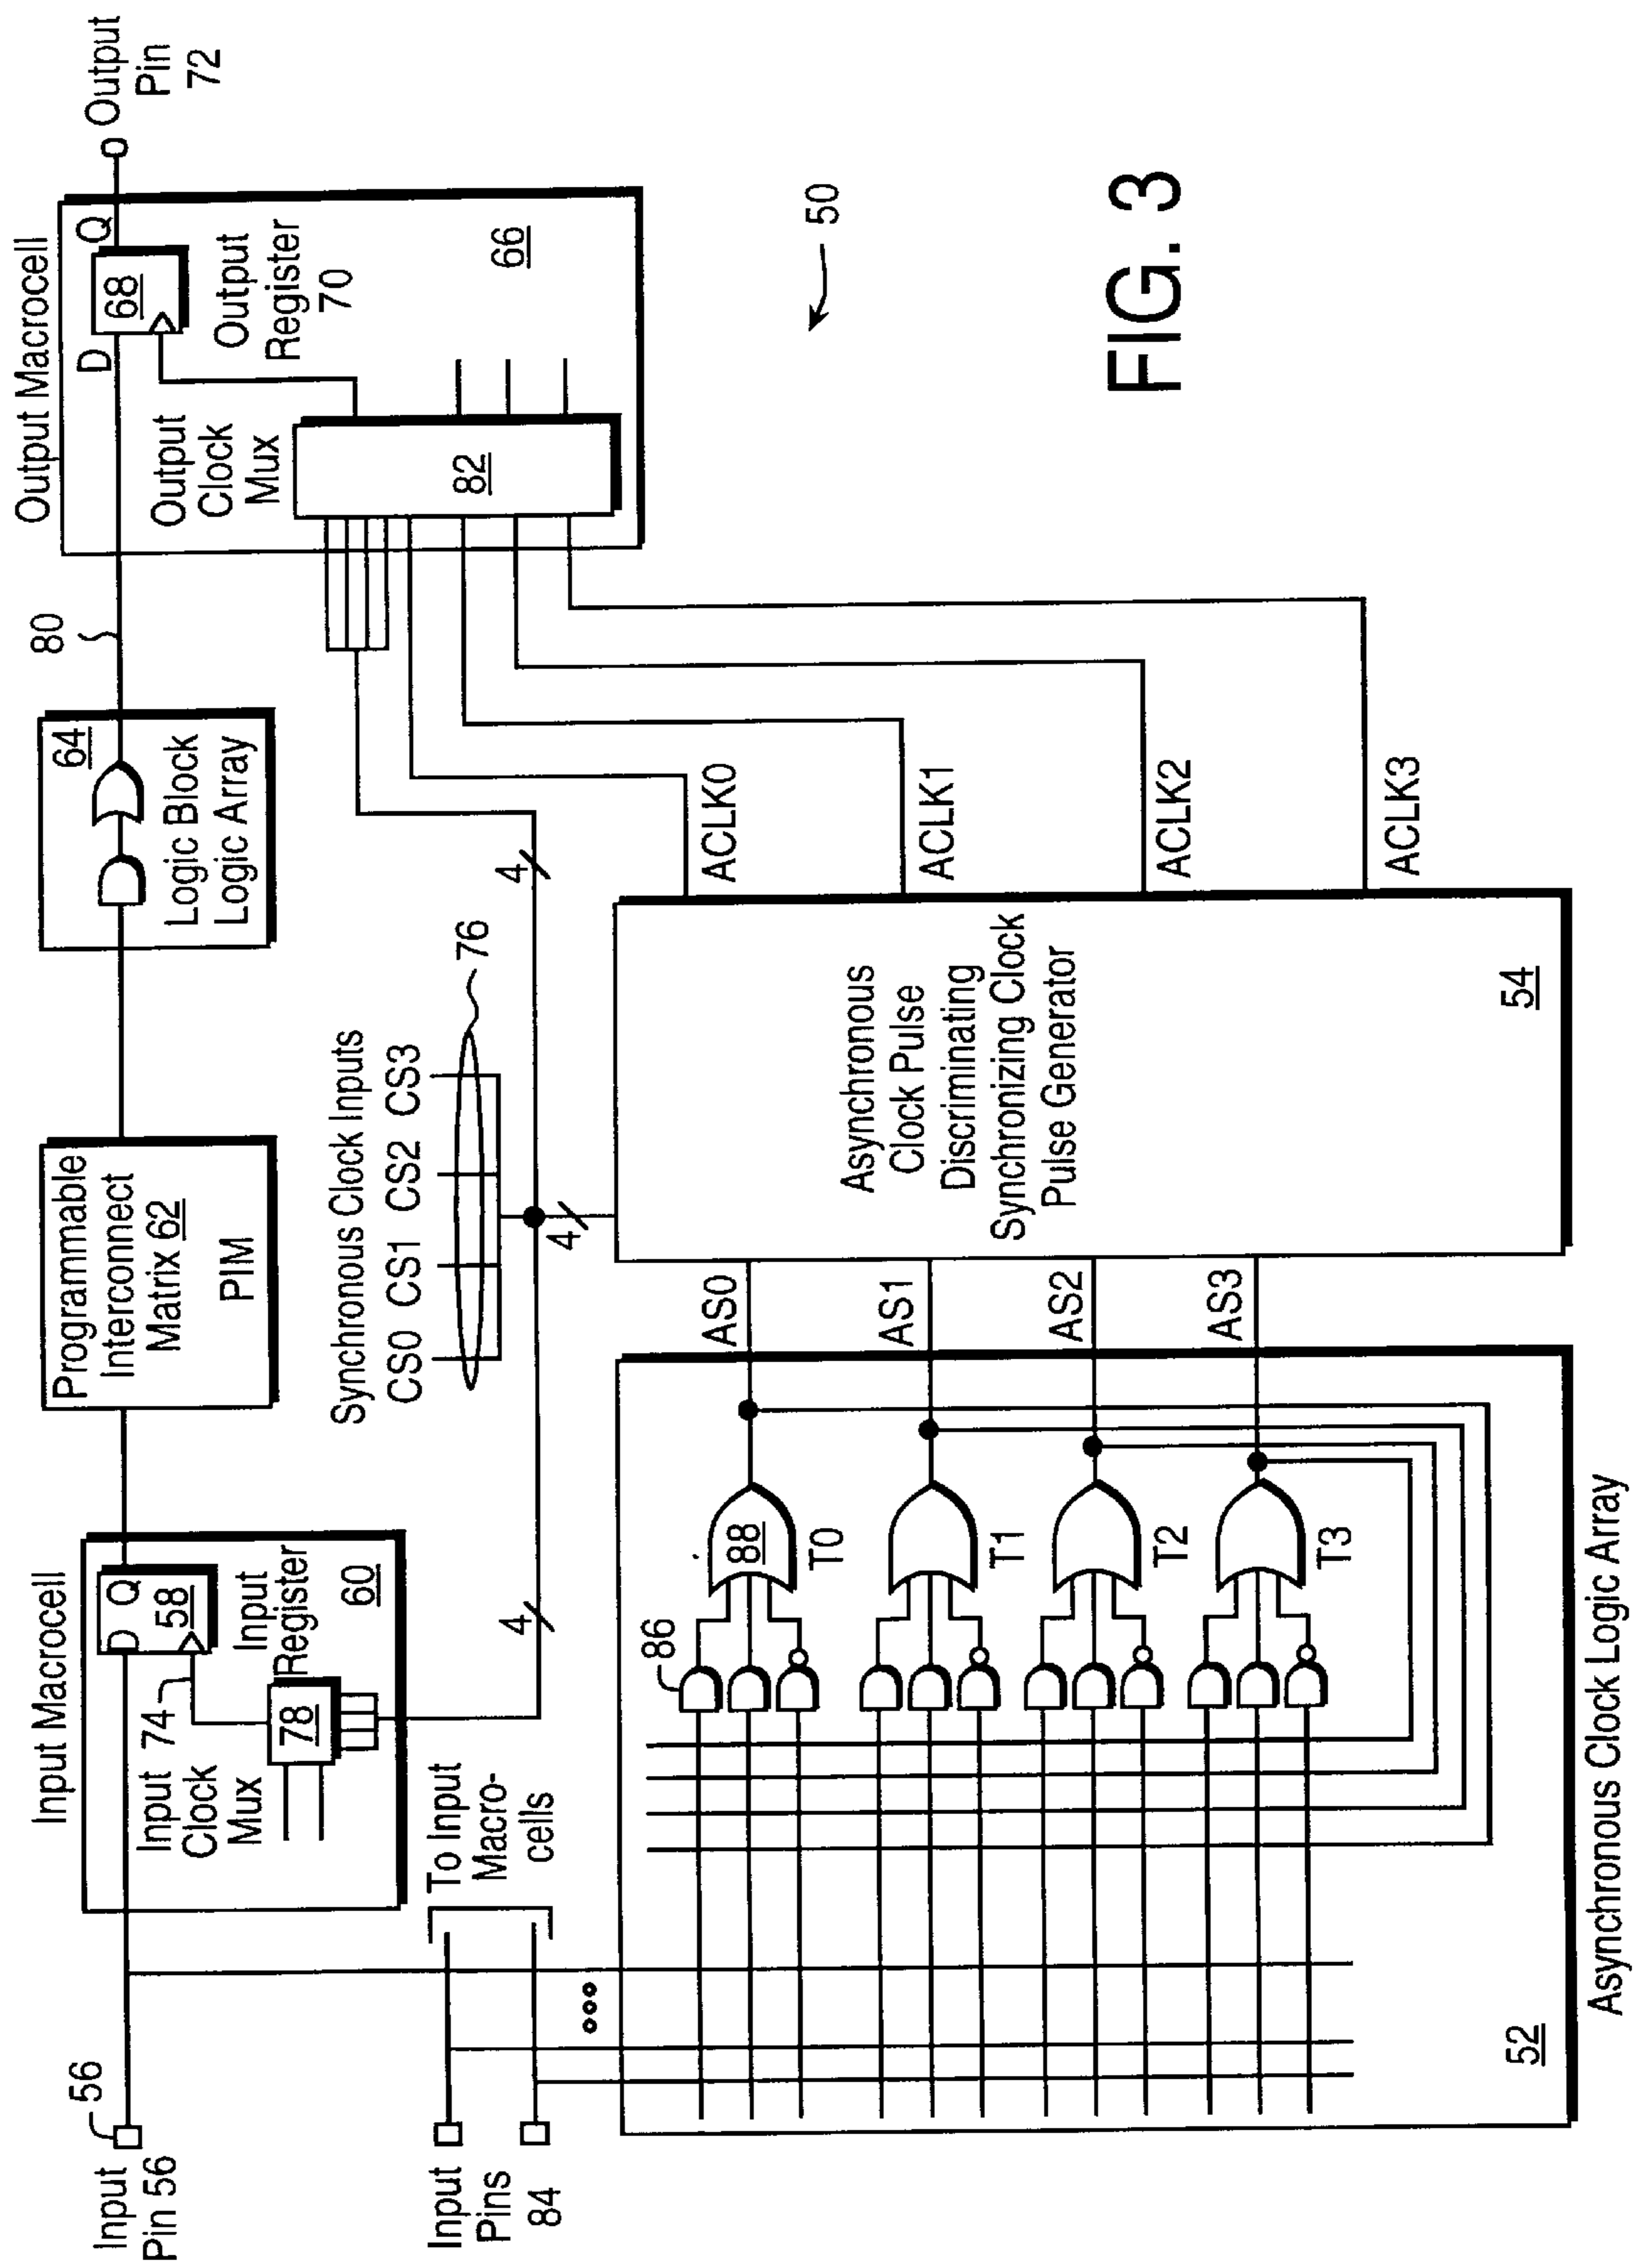 Input Macrocell
Output Macrocell
56
Input
Pin 56
D Q
58
74
Input
Register
60
Input
Clock
Mux
78
Programmable
Interconnect
Matrix 62
PIM
64
Logic Block
Logic Array
80
D
Q
68
Output
Register
70
66
Output
Clock
Mux
82
Output
Pin
72
Synchronous Clock Inputs
CS0 CS1 CS2 CS3
76
4
4
4
To Input
Macro-
cells
Input
Pins
84
86
88
T0
T1
T2
T3
AS0
AS1
AS2
AS3
Asynchronous
Clock Pulse
Discriminating
Synchronizing Clock
Pulse Generator
54
ACLK0
ACLK1
ACLK2
ACLK3
52
Asynchronous Clock Logic Array
50
FIG. 3